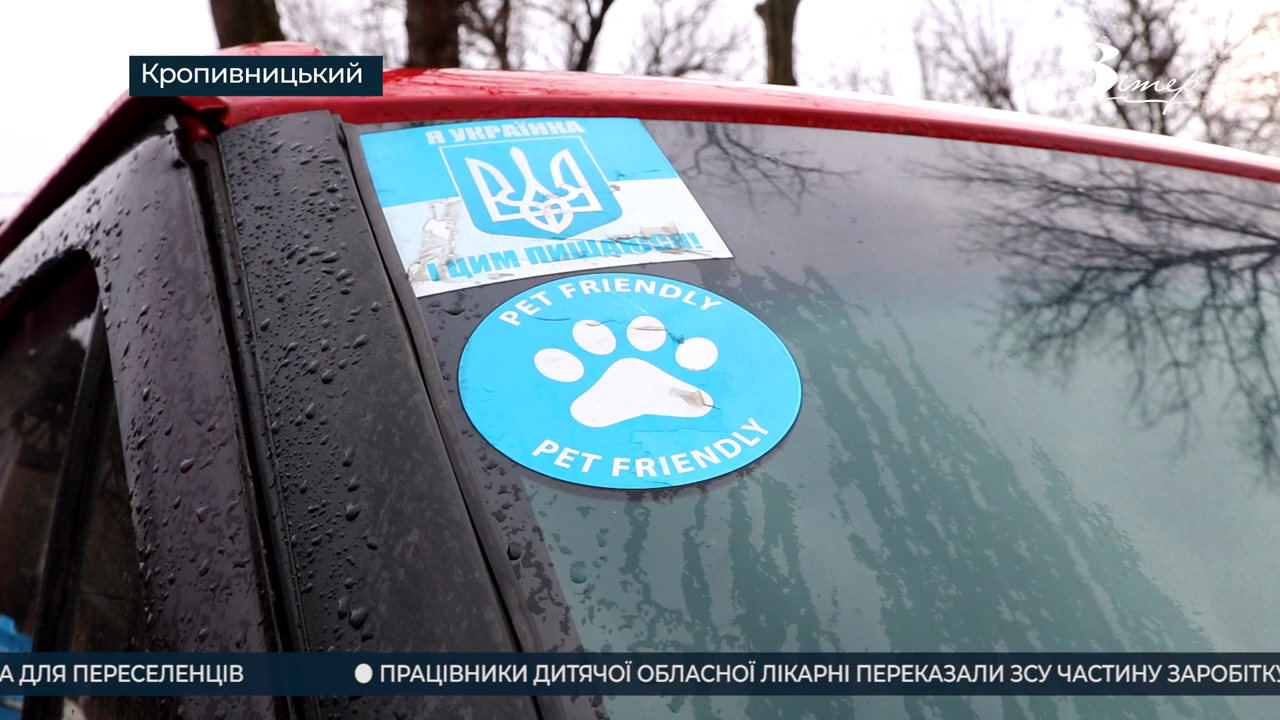 Кропивницький
Вітер
Я УКРАЇНКА
І ЦИМ ПИШАЮСЯ!
PET FRIENDLY
PET FRIENDLY
А ДЛЯ ПЕРЕСЕЛЕНЦІВ ● ПРАЦІВНИКИ ДИТЯЧОЇ ОБЛАСНОЇ ЛІКАРНІ ПЕРЕКАЗАЛИ ЗСУ ЧАСТИНУ ЗАРОБІТКУ